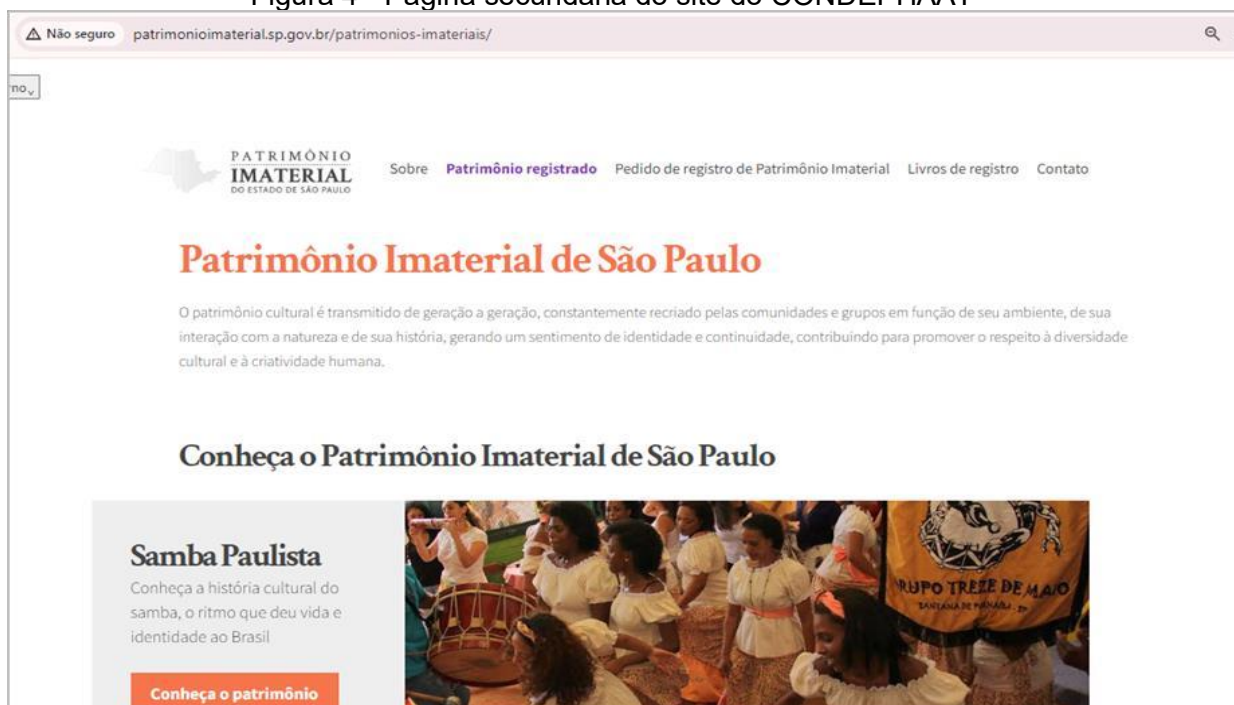 Figura 4 - Página secundária do site do CONDEPHAAT
Não seguro patrimonioimaterial.sp.gov.br/patrimonios-imateriais/
rno
PATRIMÔNIO
IMATERIAL
DO ESTADO DE SÃO PAULO
Sobre Patrimônio registrado Pedido de registro de Patrimônio Imaterial Livros de registro Contato
Patrimônio Imaterial de São Paulo
O patrimônio cultural é transmitido de geração a geração, constantemente recriado pelas comunidades e grupos em função de seu ambiente, de sua
interação com a natureza e de sua história, gerando um sentimento de identidade e continuidade, contribuindo para promover o respeito à diversidade
cultural e à criatividade humana.
Conheça o Patrimônio Imaterial de São Paulo
Samba Paulista
Conheça a história cultural do
samba, o ritmo que deu vida e
identidade ao Brasil
Conheça o patrimônio
RUPO TREZE DE MAIO
SANTANA DE PARNAÍBA . SP